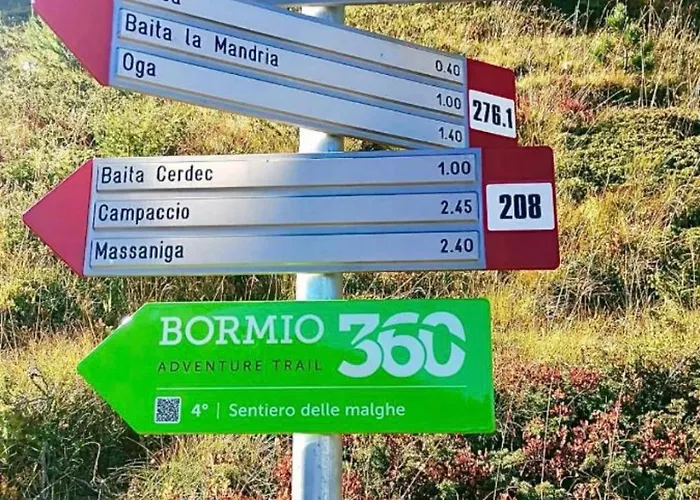 0.40
Baita la Mandria 1.00
Oga 1.40
276.1
Baita Cerdec 1.00
Campaccio 2.45
Massaniga 2.40
208
BORMIO 360
ADVENTURE TRAIL
4° | Sentiero delle malghe